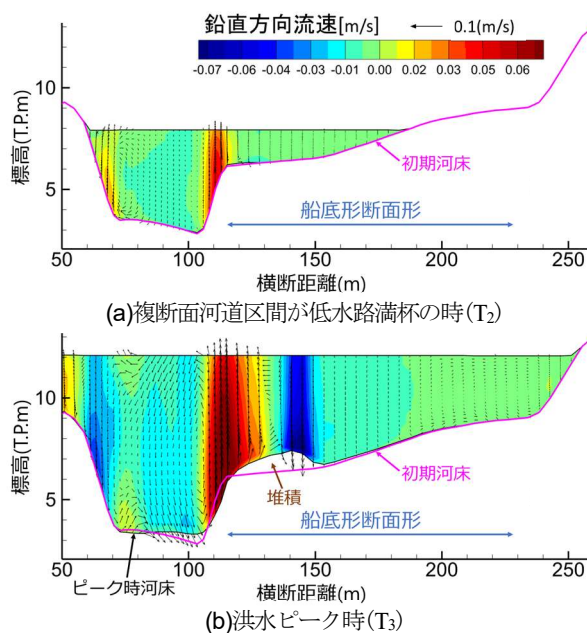 鉛直方向流速[m/s]
0.1(m/s)
-0.07 -0.06 -0.04 -0.03 -0.01 0.00 0.02 0.03 0.05 0.06
標高(T.P.m)
10
5
初期河床
船底形断面形
50 100 150 200 250
横断距離(m)
(a)複断面河道区間が低水路満杯の時(T₂)
標高(T.P.m)
10
5
初期河床
堆積
船底形断面形
50 100 150 200 250
ピーク時河床
横断距離(m)
(b)洪水ピーク時(T₃)